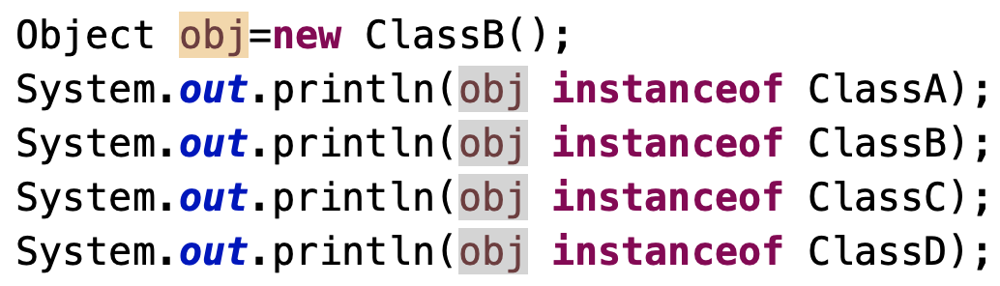 Object obj=new ClassB();
System.out.println(obj instanceof ClassA);
System.out.println(obj instanceof ClassB);
System.out.println(obj instanceof ClassC);
System.out.println(obj instanceof ClassD);